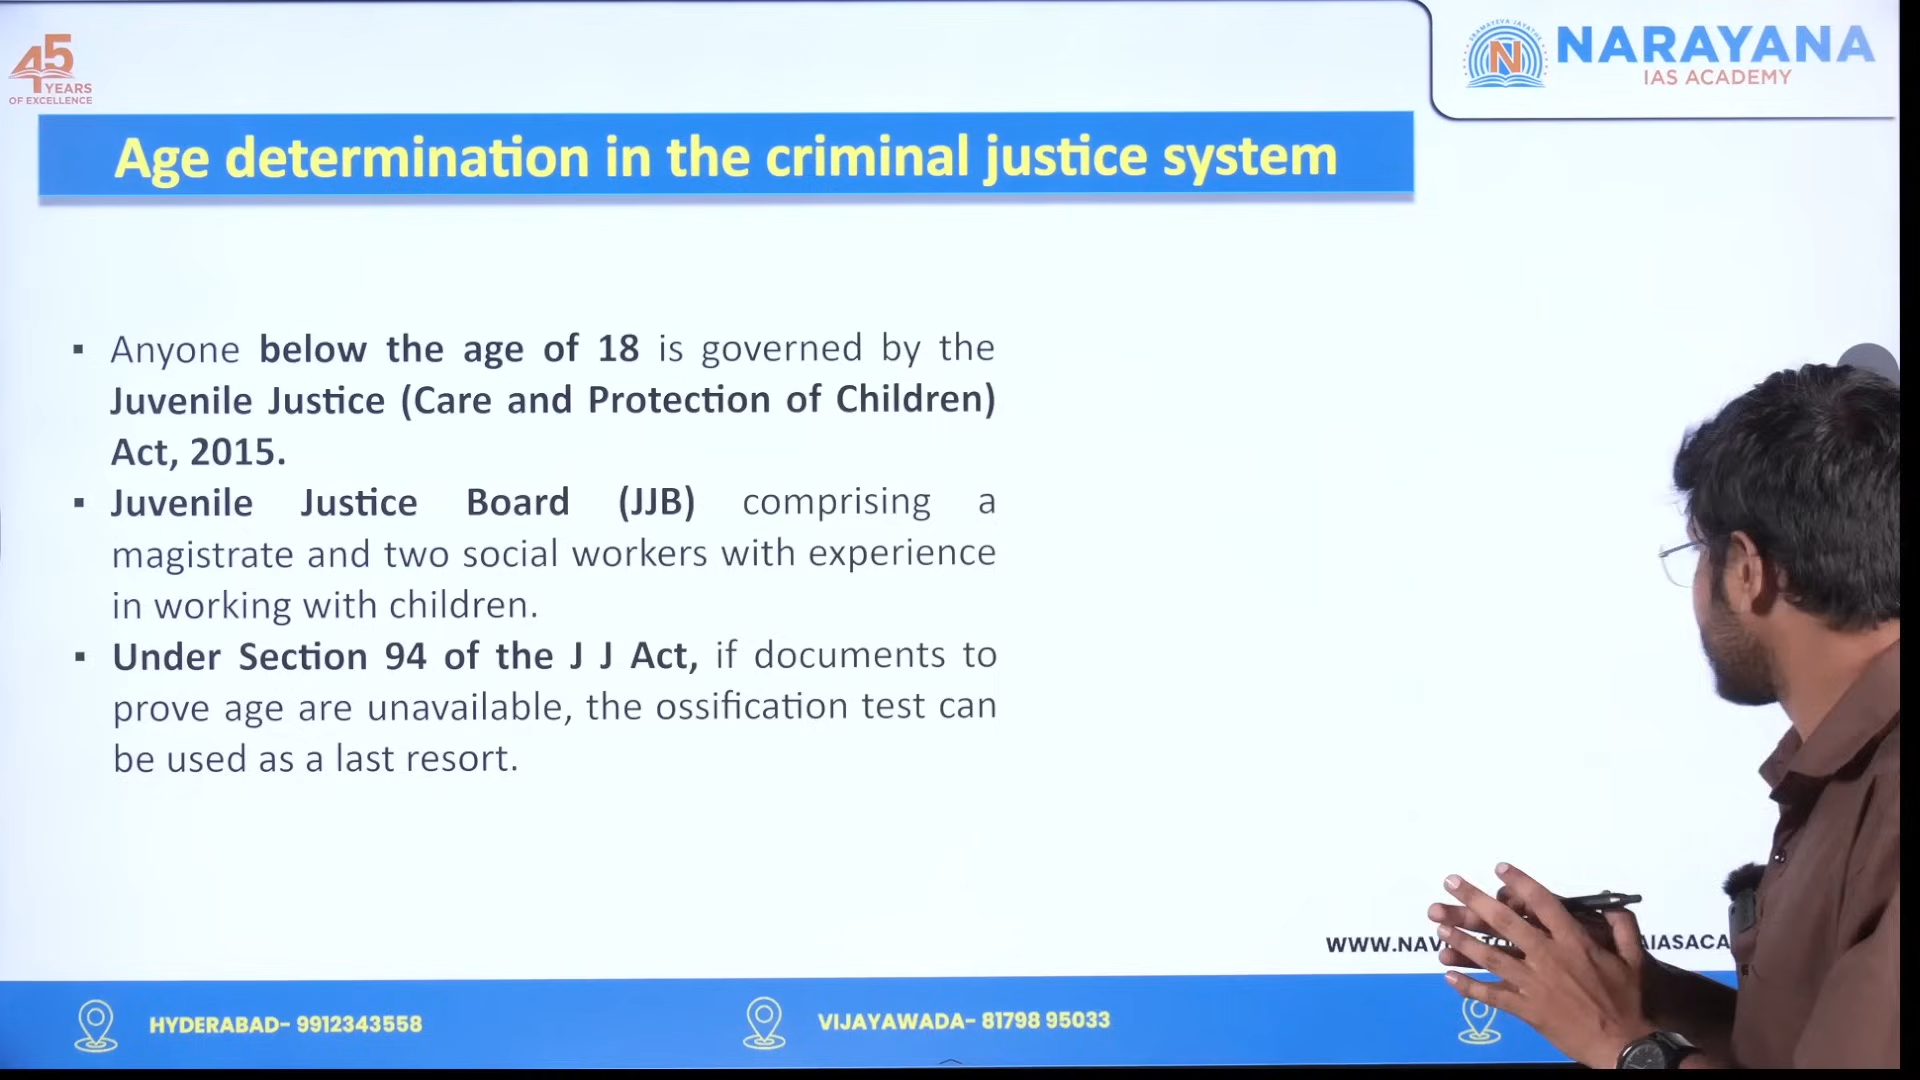 45
YEARS
OF EXCELLENCE
SRAMAYEVA JAYATHE
N
NARAYANA
IAS ACADEMY
Age determination in the criminal justice system
▪ Anyone below the age of 18 is governed by the
Juvenile Justice (Care and Protection of Children)
Act, 2015.
▪ Juvenile Justice Board (JJB) comprising a
magistrate and two social workers with experience
in working with children.
▪ Under Section 94 of the J J Act, if documents to
prove age are unavailable, the ossification test can
be used as a last resort.
HYDERABAD- 9912343558
VIJAYAWADA- 81798 95033